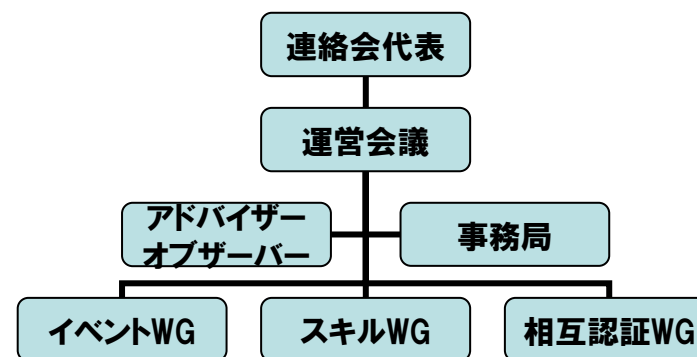 連絡会代表
運営会議
アドバイザー
オブザーバー
事務局
イベントWG
スキルWG
相互認証WG